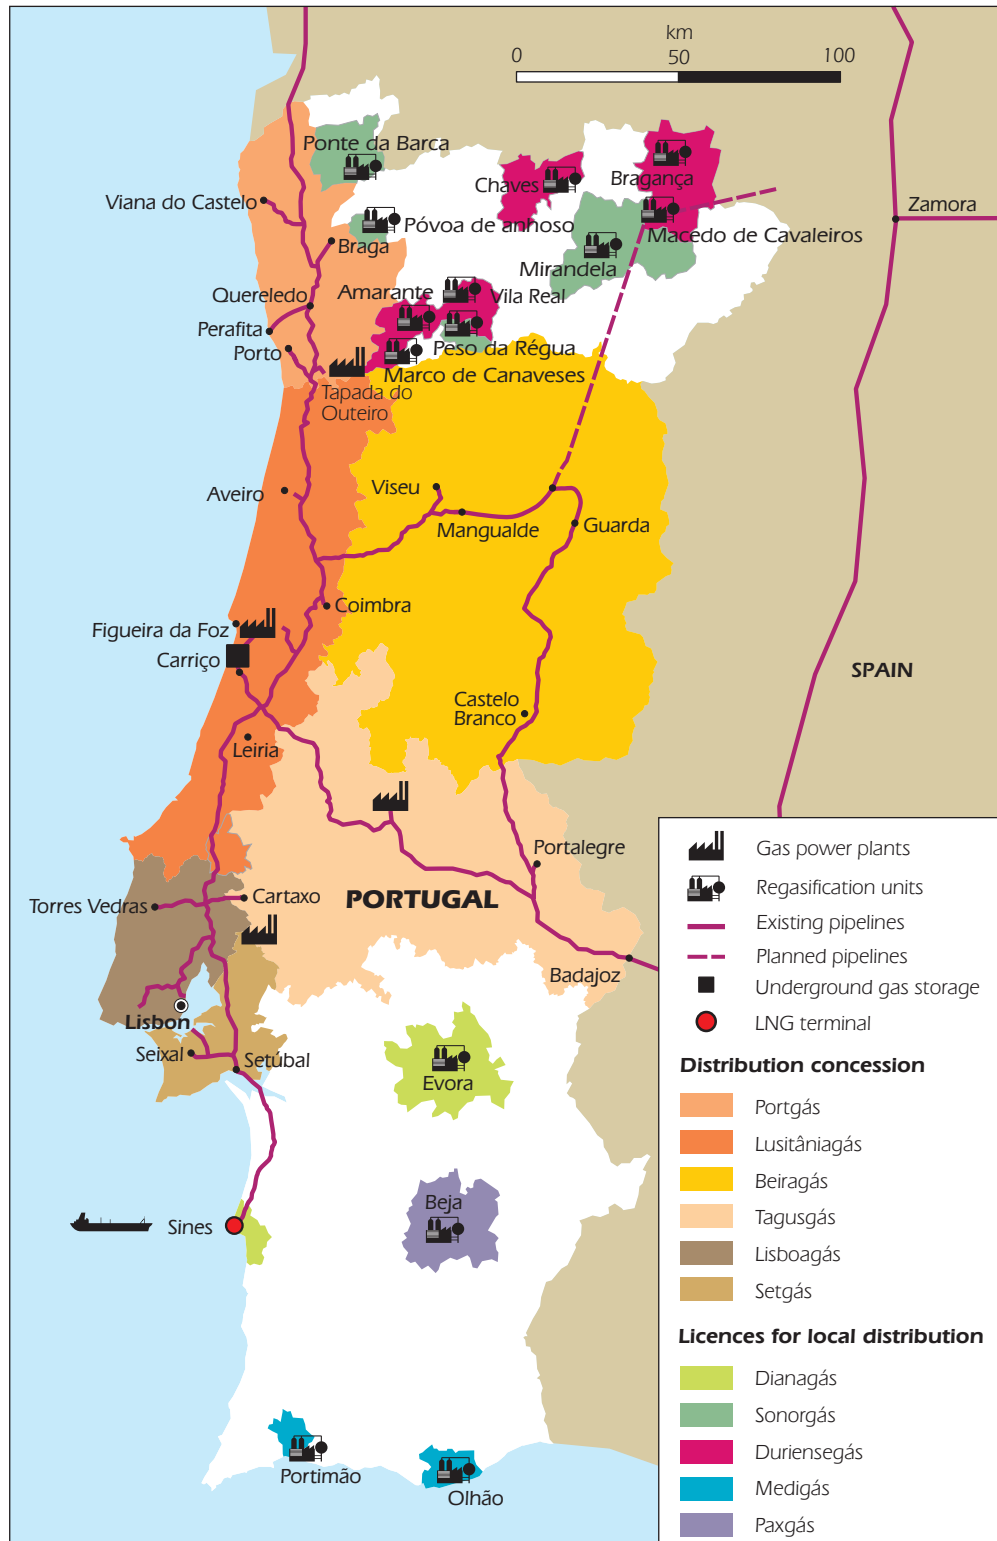 km
0 50 100
Ponte da Barca
Viana do Castelo
Chaves
Bragança
Zamora
Póvoa de anhoso
Braga
Macedo de Cavaleiros
Mirandela
Quereledo
Amarante
Vila Real
Perafita
Porto
Peso da Régua
Marco de Canaveses
Tapada do
Outeiro
Aveiro
Viseu
Mangualde
Guarda
Coimbra
Figueira da Foz
Carriço
SPAIN
Castelo
Branco
Leiria
Portalegre
PORTUGAL
Cartaxo
Torres Vedras
Badajoz
Lisbon
Seixal
Setúbal
Evora
Beja
Sines
Portimão
Olhão
Gas power plants
Regasification units
Existing pipelines
Planned pipelines
Underground gas storage
LNG terminal
Distribution concession
Portgás
Lusitâniagás
Beiragás
Tagusgás
Lisboagás
Setgás
Licences for local distribution
Dianagás
Sonorgás
Duriensegás
Medigás
Paxgás